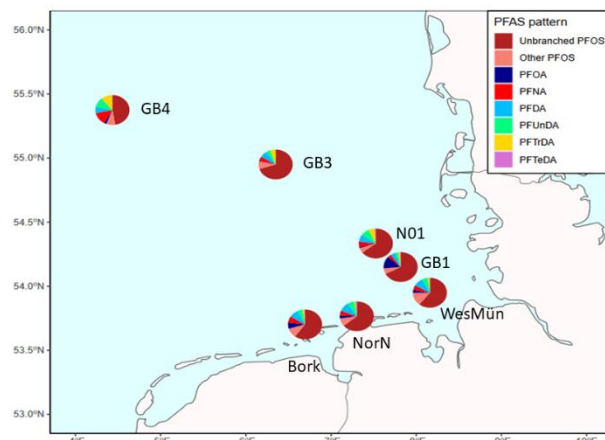 56.0°N
55.5°N
55.0°N
54.5°N
54.0°N
53.5°N
53.0°N
PFAS pattern
Unbranched PFOS
Other PFOS
PFOA
PFNA
PFDA
PFUnDA
PFTrDA
PFTeDA
GB4
GB3
N01
GB1
WesMün
NorN
Bork